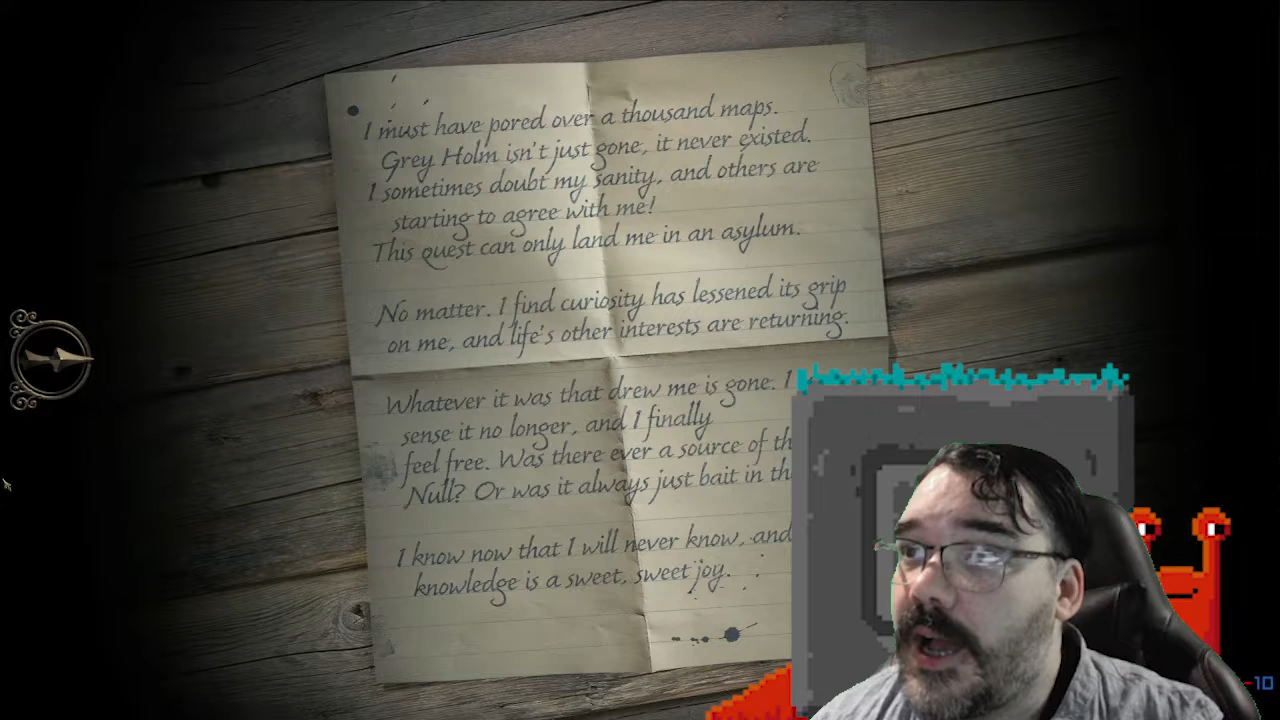 I must have pored over a thousand maps.
Grey Holm isn't just gone, it never existed.
I sometimes doubt my sanity, and others are
starting to agree with me!
This quest can only land me in an asylum.
No matter. I find curiosity has lessened its grip
on me, and life's other interests are returning.
Whatever it was that drew me is gone. I
sense it no longer, and I finally
feel free. Was there ever a source of
Null? Or was it always just bait in
I know now that I will never know, and
knowledge is a sweet, sweet joy.
-10